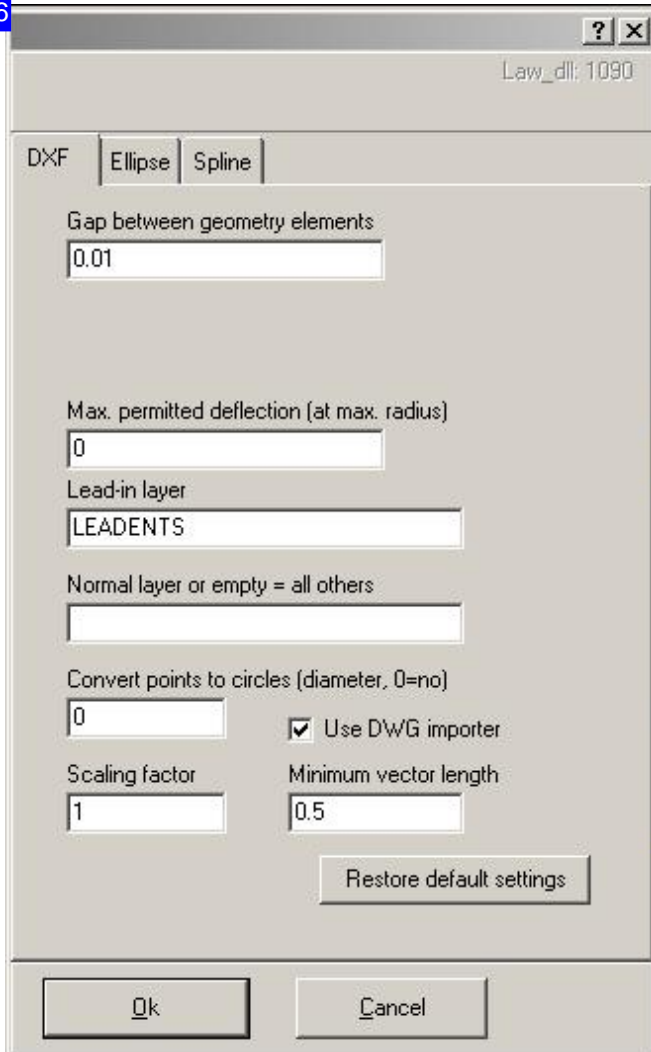 6
? X
Law_dll: 1090
DXF Ellipse Spline
Gap between geometry elements
0.01
Max. permitted deflection (at max. radius)
0
Lead-in layer
LEADENTS
Normal layer or empty = all others
Convert points to circles (diameter, 0=no)
0
Use DWG importer
Scaling factor Minimum vector length
1 0.5
Restore default settings
Ok Cancel